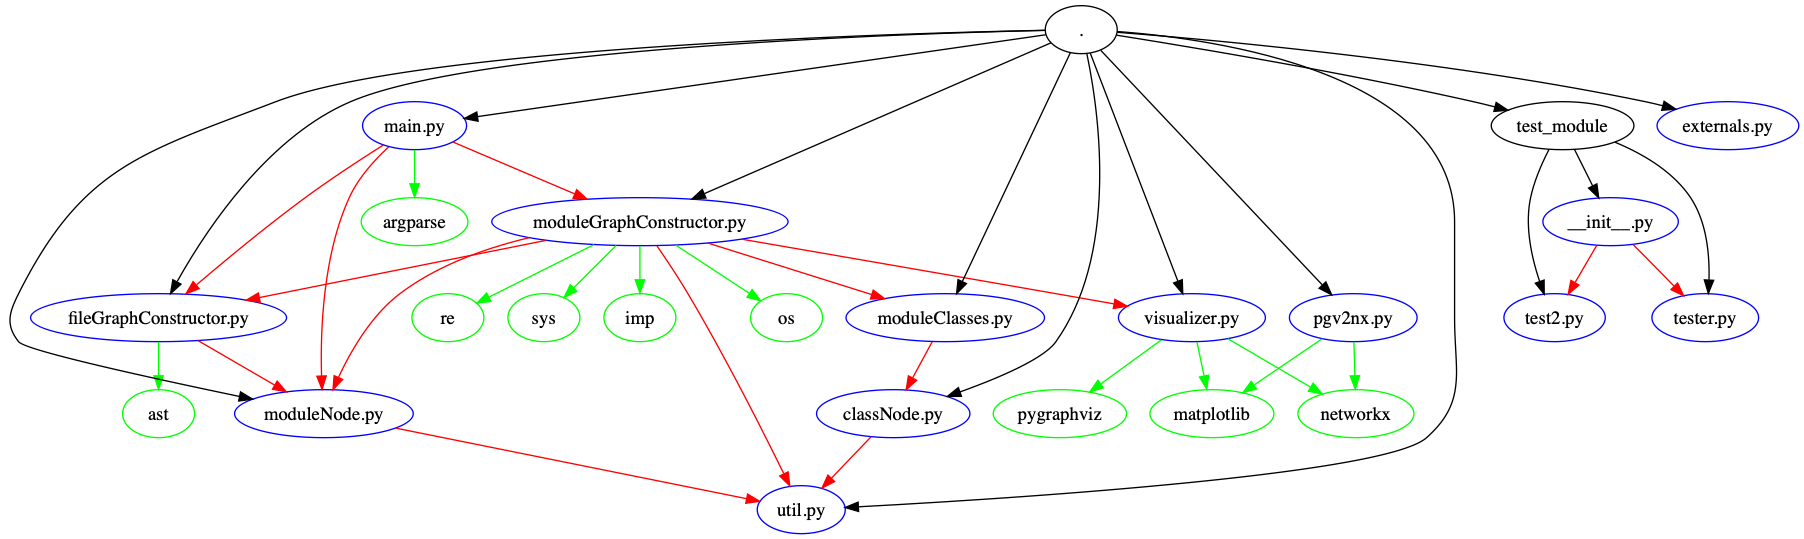 .
main.py
test_module
externals.py
argparse
moduleGraphConstructor.py
__init__.py
fileGraphConstructor.py
re
sys
imp
os
moduleClasses.py
visualizer.py
pgv2nx.py
test2.py
tester.py
ast
moduleNode.py
classNode.py
pygraphviz
matplotlib
networkx
util.py